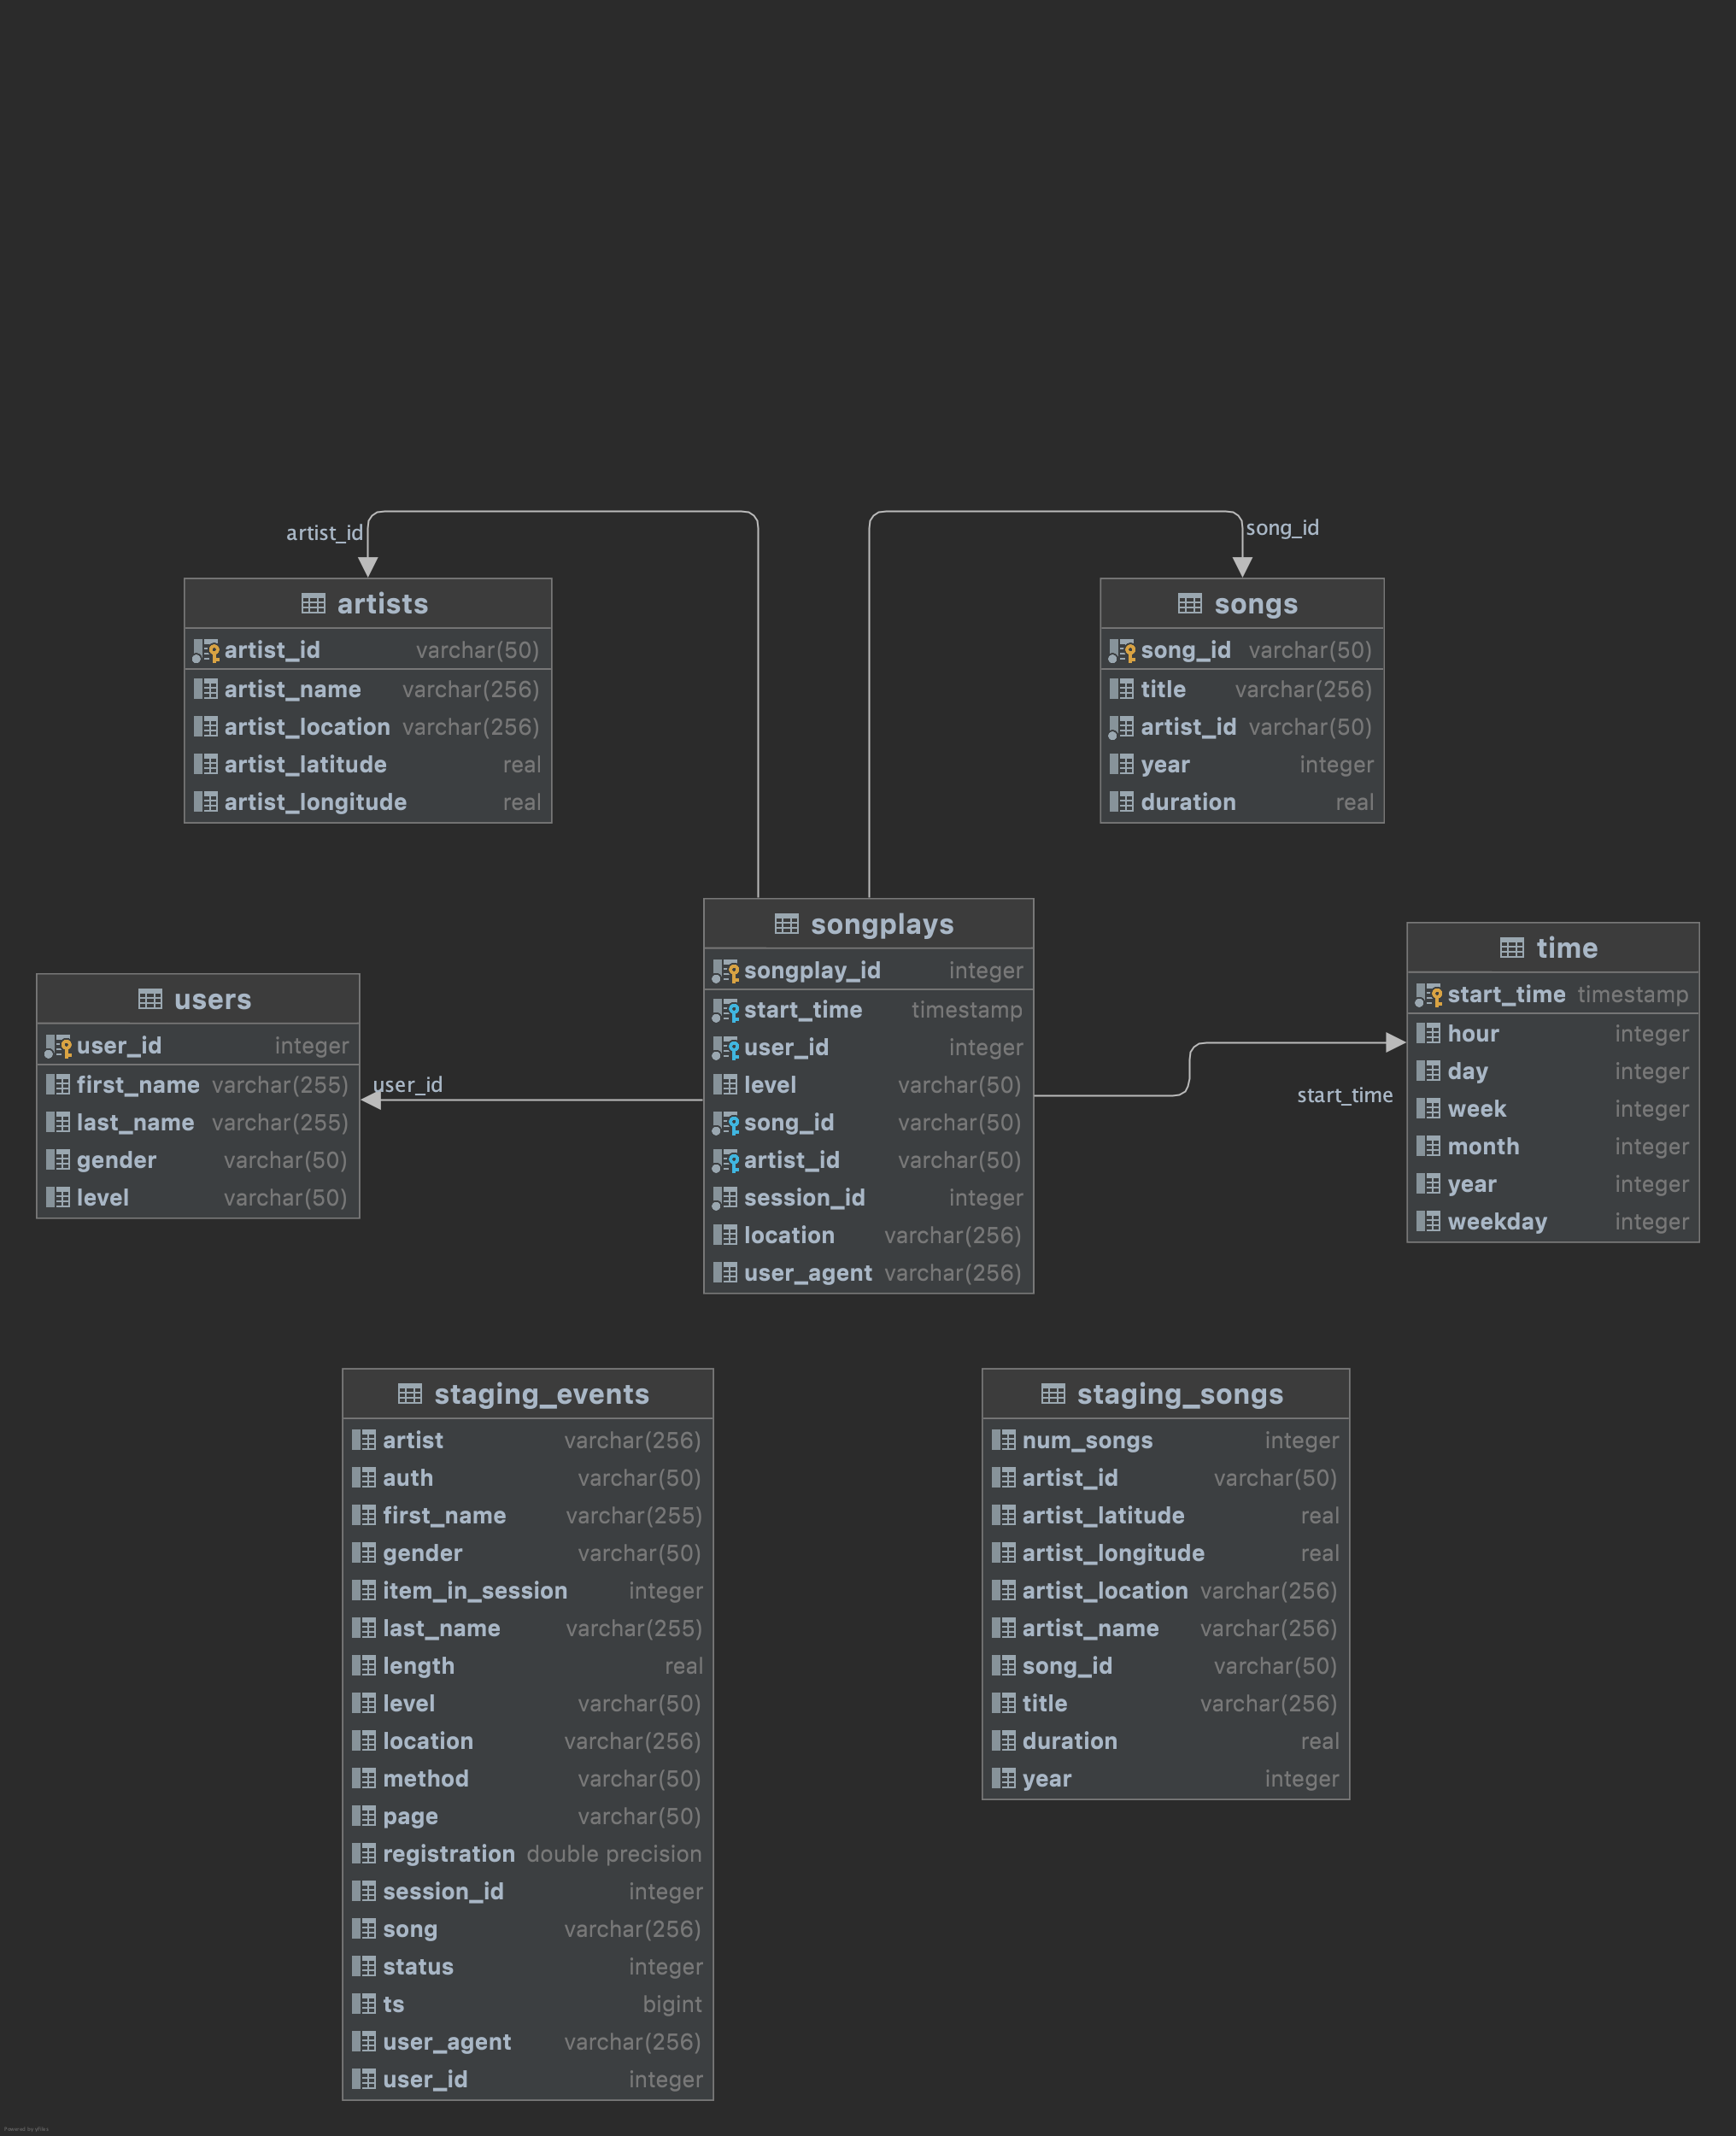 artist_id
song_id
artists
artist_id varchar(50)
artist_name varchar(256)
artist_location varchar(256)
artist_latitude real
artist_longitude real
songs
song_id varchar(50)
title varchar(256)
artist_id varchar(50)
year integer
duration real
songplays
songplay_id integer
start_time timestamp
user_id integer
level varchar(50)
song_id varchar(50)
artist_id varchar(50)
session_id integer
location varchar(256)
user_agent varchar(256)
time
start_time timestamp
hour integer
day integer
week integer
month integer
year integer
weekday integer
users
user_id integer
first_name varchar(255)
last_name varchar(255)
gender varchar(50)
level varchar(50)
user_id
start_time
staging_events
artist varchar(256)
auth varchar(50)
first_name varchar(255)
gender varchar(50)
item_in_session integer
last_name varchar(255)
length real
level varchar(50)
location varchar(256)
method varchar(50)
page varchar(50)
registration double precision
session_id integer
song varchar(256)
status integer
ts bigint
user_agent varchar(256)
user_id integer
staging_songs
num_songs integer
artist_id varchar(50)
artist_latitude real
artist_longitude real
artist_location varchar(256)
artist_name varchar(256)
song_id varchar(50)
title varchar(256)
duration real
year integer
Powered by yFiles